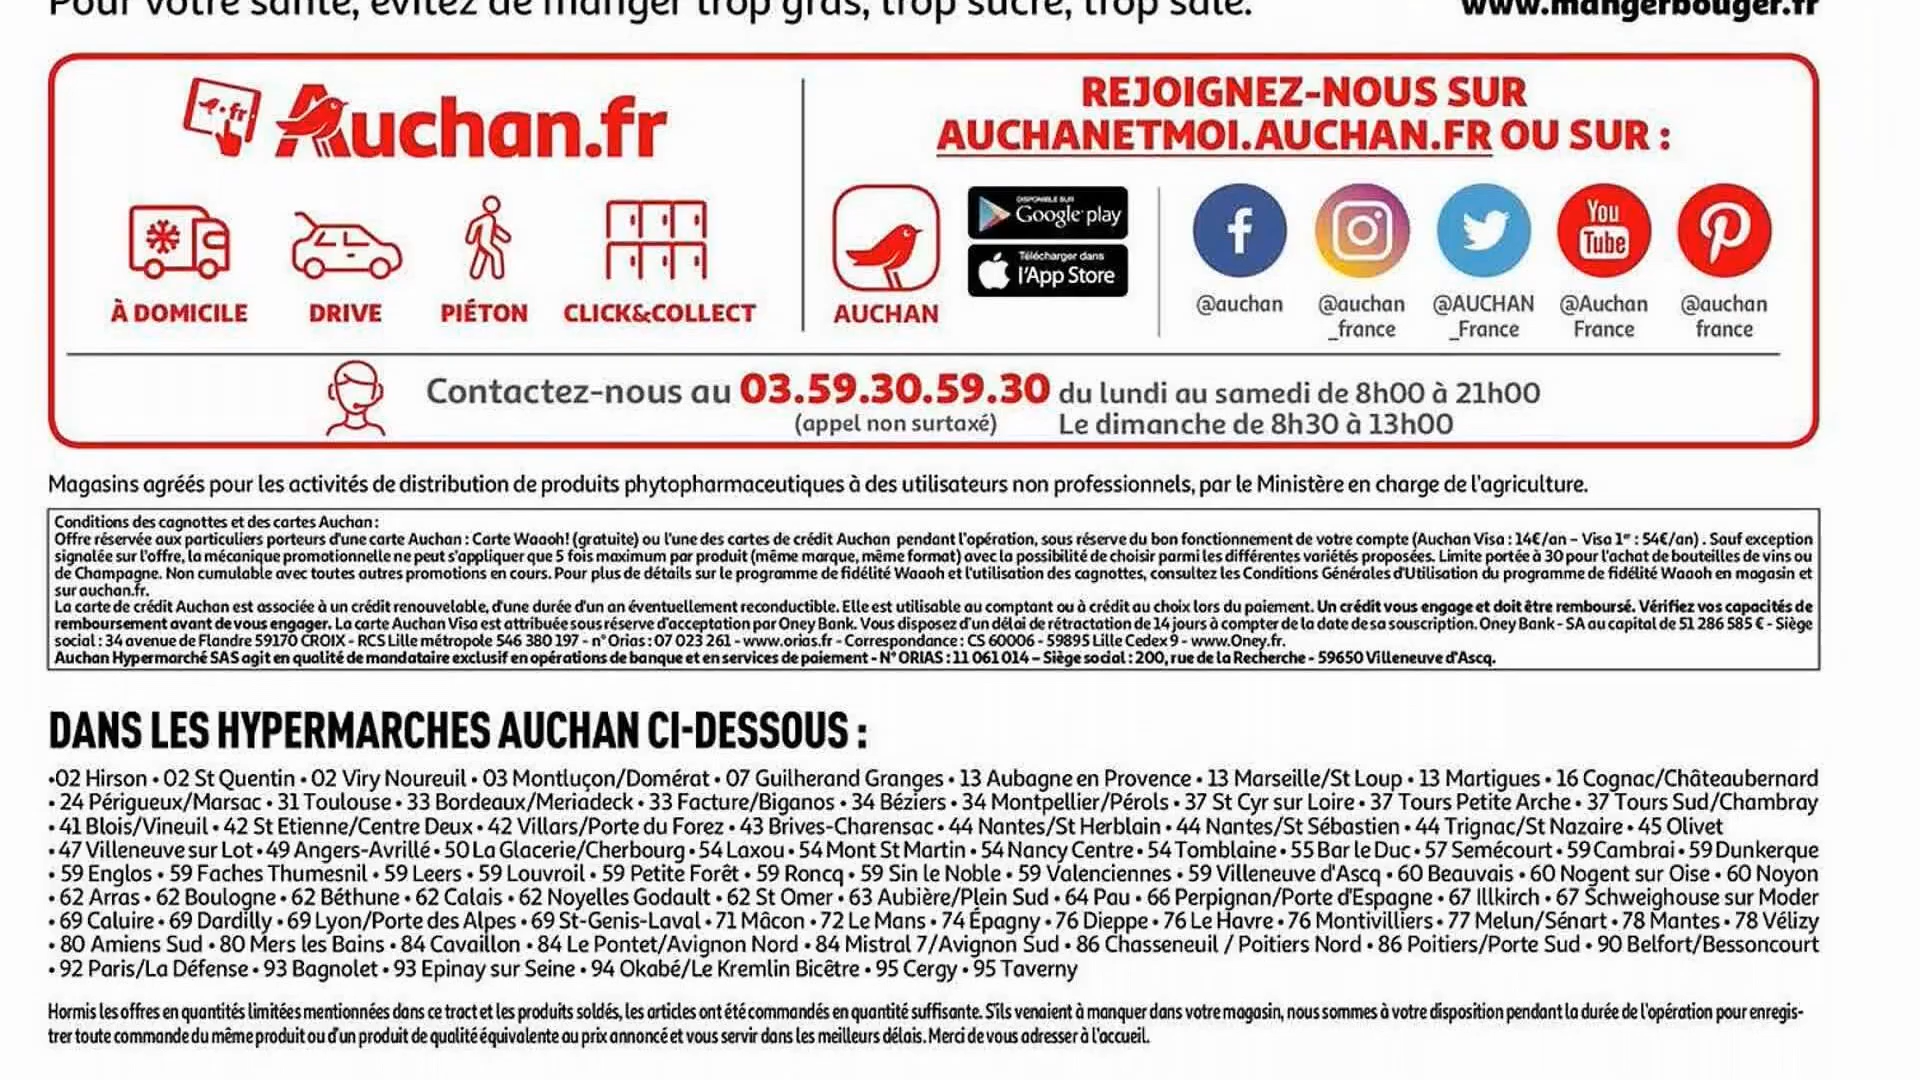 Pour votre santé, évitez de manger trop gras, trop sucré, trop salé.
www.mangerbouger.fr
Auchan.fr
À DOMICILE
DRIVE
PIÉTON
CLICK&COLLECT
REJOIGNEZ-NOUS SUR
AUCHANETMOI.AUCHAN.FR OU SUR :
AUCHAN
DISPONIBLE SUR
Google play
Télécharger dans
l'App Store
You
Tube
@auchan
@auchan
_france
@AUCHAN
_France
@Auchan
France
@auchan
france
Contactez-nous au 03.59.30.59.30 du lundi au samedi de 8h00 à 21h00
(appel non surtaxé) Le dimanche de 8h30 à 13h00
Magasins agréés pour les activités de distribution de produits phytopharmaceutiques à des utilisateurs non professionnels, par le Ministère en charge de l'agriculture.
Conditions des cagnottes et des cartes Auchan :
Offre réservée aux particuliers porteurs d'une carte Auchan : Carte Waaoh! (gratuite) ou l'une des cartes de crédit Auchan pendant l'opération, sous réserve du bon fonctionnement de votre compte (Auchan Visa : 14€/an – Visa 1er : 54€/an) . Sauf exception
signalée sur l'offre, la mécanique promotionnelle ne peut s'appliquer que 5 fois maximum par produit (même marque, même format) avec la possibilité de choisir parmi les différentes variétés proposées. Limite portée à 30 pour l'achat de bouteilles de vins ou
de Champagne. Non cumulable avec toutes autres promotions en cours. Pour plus de détails sur le programme de fidélité Waaoh et l'utilisation des cagnottes, consultez les Conditions Générales d'Utilisation du programme de fidélité Waaoh en magasin et
sur auchan.fr.
La carte de crédit Auchan est associée à un crédit renouvelable, d'une durée d'un an éventuellement reconductible. Elle est utilisable au comptant ou à crédit au choix lors du paiement. Un crédit vous engage et doit être remboursé. Vérifiez vos capacités de
remboursement avant de vous engager. La carte Auchan Visa est attribuée sous réserve d'acceptation par Oney Bank. Vous disposez d'un délai de rétractation de 14 jours à compter de la date de sa souscription. Oney Bank - SA au capital de 51 286 585 € - Siège
social : 34 avenue de Flandre 59170 CROIX - RCS Lille métropole 546 380 197 - n° Orias : 07 023 261 - www.orias.fr - Correspondance : CS 60006 - 59895 Lille Cedex 9 - www.Oney.fr.
Auchan Hypermarché SAS agit en qualité de mandataire exclusif en opérations de banque et en services de paiement - N° ORIAS : 11 061 014 – Siège social : 200, rue de la Recherche - 59650 Villeneuve d'Ascq.
DANS LES HYPERMARCHES AUCHAN CI-DESSOUS :
•02 Hirson • 02 St Quentin • 02 Viry Noureuil • 03 Montluçon/Domérat • 07 Guilherand Granges • 13 Aubagne en Provence • 13 Marseille/St Loup • 13 Martigues • 16 Cognac/Châteaubernard
• 24 Périgueux/Marsac • 31 Toulouse • 33 Bordeaux/Meriadeck • 33 Facture/Biganos • 34 Béziers • 34 Montpellier/Pérols • 37 St Cyr sur Loire • 37 Tours Petite Arche • 37 Tours Sud/Chambray
• 41 Blois/Vineuil • 42 St Etienne/Centre Deux • 42 Villars/Porte du Forez • 43 Brives-Charensac • 44 Nantes/St Herblain • 44 Nantes/St Sébastien • 44 Trignac/St Nazaire • 45 Olivet
• 47 Villeneuve sur Lot • 49 Angers-Avrillé • 50 La Glacerie/Cherbourg • 54 Laxou • 54 Mont St Martin • 54 Nancy Centre • 54 Tomblaine • 55 Bar le Duc • 57 Semécourt • 59 Cambrai • 59 Dunkerque
• 59 Englos • 59 Faches Thumesnil • 59 Leers • 59 Louvroil • 59 Petite Forêt • 59 Roncq • 59 Sin le Noble • 59 Valenciennes • 59 Villeneuve d'Ascq • 60 Beauvais • 60 Nogent sur Oise • 60 Noyon
• 62 Arras • 62 Boulogne • 62 Béthune • 62 Calais • 62 Noyelles Godault • 62 St Omer • 63 Aubière/Plein Sud • 64 Pau • 66 Perpignan/Porte d'Espagne • 67 Illkirch • 67 Schweighouse sur Moder
• 69 Caluire • 69 Dardilly • 69 Lyon/Porte des Alpes • 69 St-Genis-Laval • 71 Mâcon • 72 Le Mans • 74 Épagny • 76 Dieppe • 76 Le Havre • 76 Montivilliers • 77 Melun/Sénart • 78 Mantes • 78 Vélizy
• 80 Amiens Sud • 80 Mers les Bains • 84 Cavaillon • 84 Le Pontet/Avignon Nord • 84 Mistral 7/Avignon Sud • 86 Chasseneuil / Poitiers Nord • 86 Poitiers/Porte Sud • 90 Belfort/Bessoncourt
• 92 Paris/La Défense • 93 Bagnolet • 93 Epinay sur Seine • 94 Okabé/Le Kremlin Bicêtre • 95 Cergy • 95 Taverny
Hormis les offres en quantités limitées mentionnées dans ce tract et les produits soldés, les articles ont été commandés en quantité suffisante. S'ils venaient à manquer dans votre magasin, nous sommes à votre disposition pendant la durée de l'opération pour enregis-
trer toute commande du même produit ou d'un produit de qualité équivalente au prix annoncé et vous servir dans les meilleurs délais. Merci de vous adresser à l'accueil.